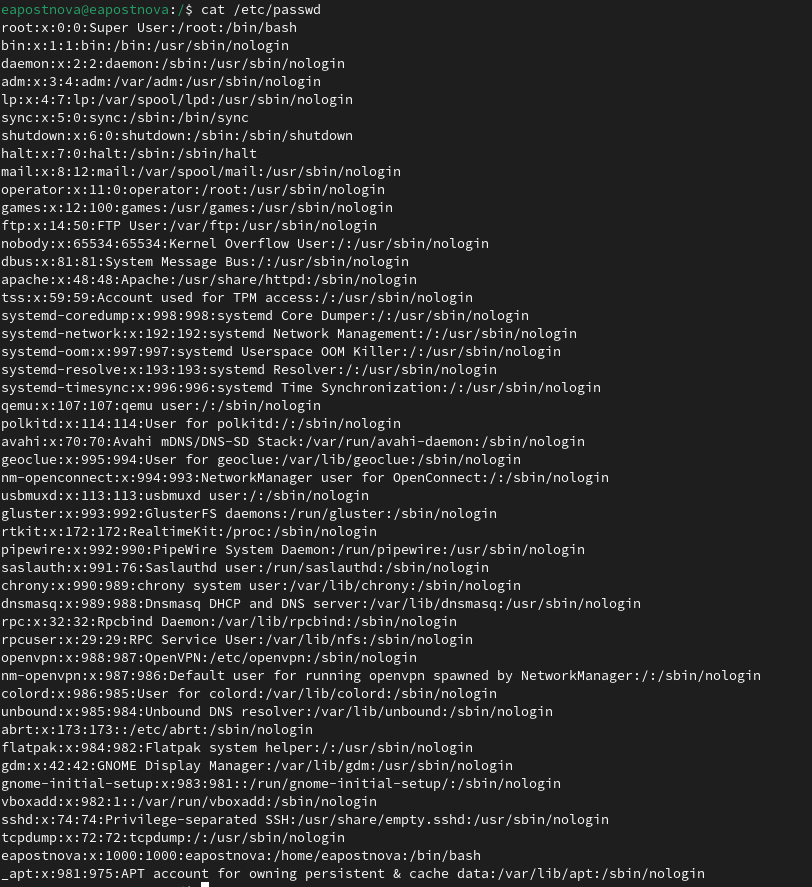 eapostnova@eapostnova:/$ cat /etc/passwd
root:x:0:0:Super User:/root:/bin/bash
bin:x:1:1:bin:/bin:/usr/sbin/nologin
daemon:x:2:2:daemon:/sbin:/usr/sbin/nologin
adm:x:3:4:adm:/var/adm:/usr/sbin/nologin
lp:x:4:7:lp:/var/spool/lpd:/usr/sbin/nologin
sync:x:5:0:sync:/sbin:/bin/sync
shutdown:x:6:0:shutdown:/sbin:/sbin/shutdown
halt:x:7:0:halt:/sbin:/sbin/halt
mail:x:8:12:mail:/var/spool/mail:/usr/sbin/nologin
operator:x:11:0:operator:/root:/usr/sbin/nologin
games:x:12:100:games:/usr/games:/usr/sbin/nologin
ftp:x:14:50:FTP User:/var/ftp:/usr/sbin/nologin
nobody:x:65534:65534:Kernel Overflow User:/:/usr/sbin/nologin
dbus:x:81:81:System Message Bus:/:/usr/sbin/nologin
apache:x:48:48:Apache:/usr/share/httpd:/sbin/nologin
tss:x:59:59:Account used for TPM access:/:/usr/sbin/nologin
systemd-coredump:x:998:998:systemd Core Dumper:/:/usr/sbin/nologin
systemd-network:x:192:192:systemd Network Management:/:/usr/sbin/nologin
systemd-oom:x:997:997:systemd Userspace OOM Killer:/:/usr/sbin/nologin
systemd-resolve:x:193:193:systemd Resolver:/:/usr/sbin/nologin
systemd-timesync:x:996:996:systemd Time Synchronization:/:/usr/sbin/nologin
qemu:x:107:107:qemu user:/:/sbin/nologin
polkitd:x:114:114:User for polkitd:/:/sbin/nologin
avahi:x:70:70:Avahi mDNS/DNS-SD Stack:/var/run/avahi-daemon:/sbin/nologin
geoclue:x:995:994:User for geoclue:/var/lib/geoclue:/sbin/nologin
nm-openconnect:x:994:993:NetworkManager user for OpenConnect:/:/sbin/nologin
usbmuxd:x:113:113:usbmuxd user:/:/sbin/nologin
gluster:x:993:992:GlusterFS daemons:/run/gluster:/sbin/nologin
rtkit:x:172:172:RealtimeKit:/proc:/sbin/nologin
pipewire:x:992:990:PipeWire System Daemon:/run/pipewire:/usr/sbin/nologin
saslauth:x:991:76:Saslauthd user:/run/saslauthd:/sbin/nologin
chrony:x:990:989:chrony system user:/var/lib/chrony:/sbin/nologin
dnsmasq:x:989:988:Dnsmasq DHCP and DNS server:/var/lib/dnsmasq:/usr/sbin/nologin
rpc:x:32:32:Rpcbind Daemon:/var/lib/rpcbind:/sbin/nologin
rpcuser:x:29:29:RPC Service User:/var/lib/nfs:/sbin/nologin
openvpn:x:988:987:OpenVPN:/etc/openvpn:/sbin/nologin
nm-openvpn:x:987:986:Default user for running openvpn spawned by NetworkManager:/:/sbin/nologin
colord:x:986:985:User for colord:/var/lib/colord:/sbin/nologin
unbound:x:985:984:Unbound DNS resolver:/var/lib/unbound:/sbin/nologin
abrt:x:173:173::/etc/abrt:/sbin/nologin
flatpak:x:984:982:Flatpak system helper:/:/usr/sbin/nologin
gdm:x:42:42:GNOME Display Manager:/var/lib/gdm:/usr/sbin/nologin
gnome-initial-setup:x:983:981::/run/gnome-initial-setup/:/sbin/nologin
vboxadd:x:982:1::/var/run/vboxadd:/sbin/nologin
sshd:x:74:74:Privilege-separated SSH:/usr/share/empty.sshd:/usr/sbin/nologin
tcpdump:x:72:72:tcpdump:/:/usr/sbin/nologin
eapostnova:x:1000:1000:eapostnova:/home/eapostnova:/bin/bash
_apt:x:981:975:APT account for owning persistent & cache data:/var/lib/apt:/sbin/nologin